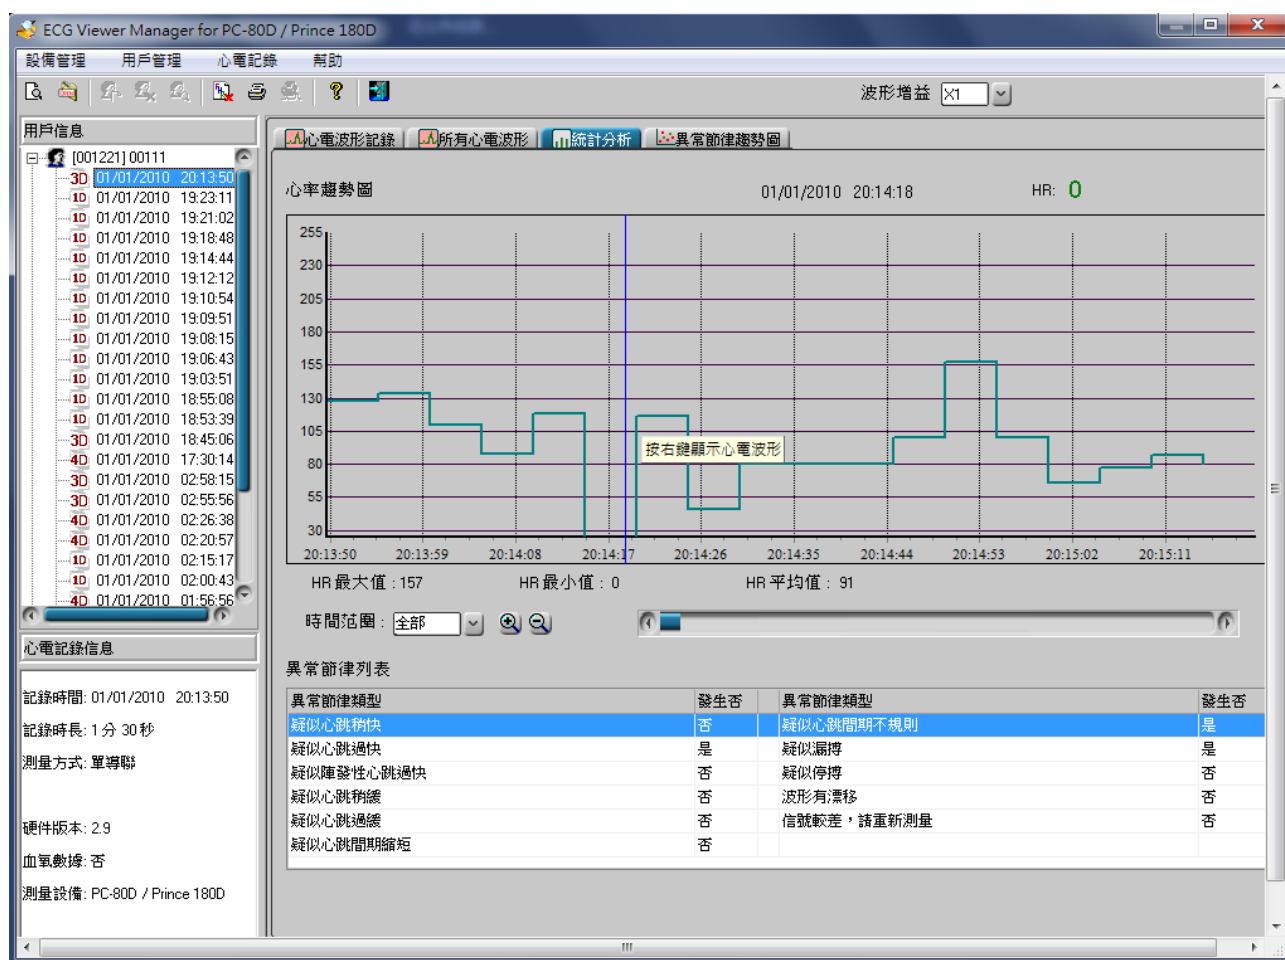 ECG Viewer Manager for PC-80D / Prince 180D
設備管理 用戶管理 心電記錄 幫助
波形增益 X1
用戶信息
[001221] 00111
3D 01/01/2010 20:13:50
1D 01/01/2010 19:23:11
1D 01/01/2010 19:21:02
1D 01/01/2010 19:18:48
1D 01/01/2010 19:14:44
1D 01/01/2010 19:12:12
1D 01/01/2010 19:10:54
1D 01/01/2010 19:09:51
1D 01/01/2010 19:08:15
1D 01/01/2010 19:06:43
1D 01/01/2010 19:03:51
1D 01/01/2010 18:55:08
1D 01/01/2010 18:53:39
3D 01/01/2010 18:45:06
4D 01/01/2010 17:30:14
3D 01/01/2010 02:58:15
3D 01/01/2010 02:55:56
4D 01/01/2010 02:26:38
4D 01/01/2010 02:20:57
1D 01/01/2010 02:15:17
1D 01/01/2010 02:00:43
4D 01/01/2010 01:56:56
心電記錄信息
記錄時間: 01/01/2010 20:13:50
記錄時長: 1 分 30 秒
測量方式: 單導聯
硬件版本: 2.9
血氧數據: 否
測量設備: PC-80D / Prince 180D
心電波形記錄 所有心電波形 統計分析 異常節律趨勢圖
心率趨勢圖 01/01/2010 20:14:18 HR: 0
255
230
205
180
155
130
105
80
55
30
按右鍵顯示心電波形
20:13:50 20:13:59 20:14:08 20:14:17 20:14:26 20:14:35 20:14:44 20:14:53 20:15:02 20:15:11
HR 最大值 : 157 HR 最小值 : 0 HR 平均值 : 91
時間范圍 : 全部
異常節律列表
異常節律類型 發生否 異常節律類型 發生否
疑似心跳稍快 否 疑似心跳間期不規則 是
疑似心跳過快 是 疑似漏搏 是
疑似陣發性心跳過快 否 疑似停搏 否
疑似心跳稍緩 否 波形有漂移 否
疑似心跳過緩 否 信號較差，請重新測量 否
疑似心跳間期縮短 否